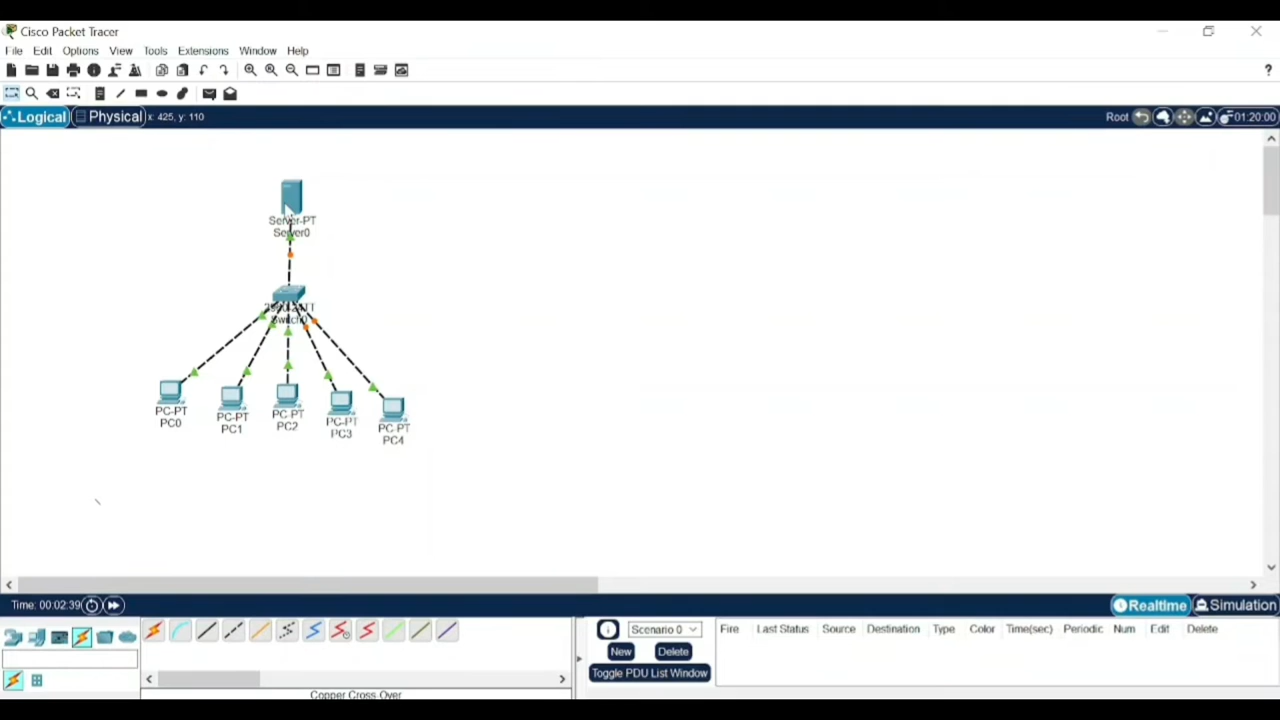 Cisco Packet Tracer
File Edit Options View Tools Extensions Window Help
?
Logical Physical x: 425, y: 110 Root 01:20:00
Server-PT
Server0
Switch0
PC-PT
PC0
PC-PT
PC1
PC-PT
PC2
PC-PT
PC3
PC-PT
PC4
Time: 00:02:39 Realtime Simulation
Scenario 0 Fire Last Status Source Destination Type Color Time(sec) Periodic Num Edit Delete
New Delete
Toggle PDU List Window
Copper Cross-Over